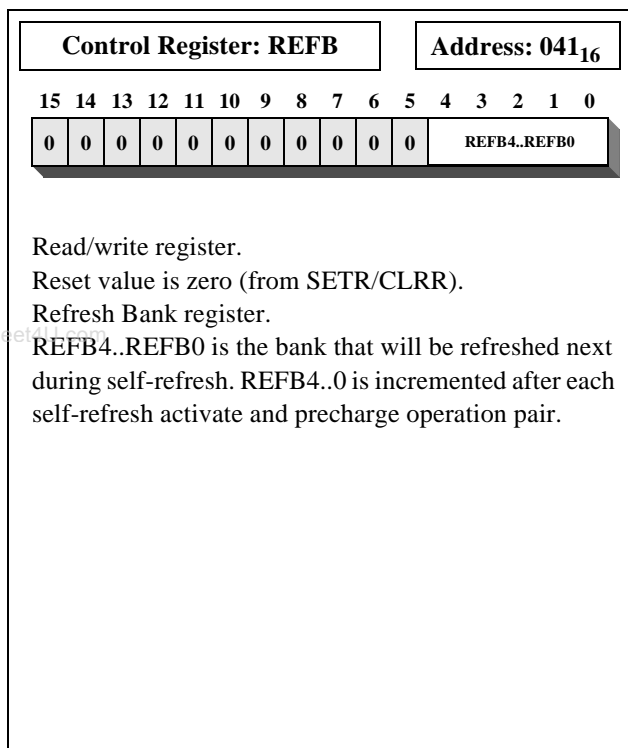 Control Register: REFB
Address: 041₁₆
15 14 13 12 11 10 9 8 7 6 5 4 3 2 1 0
0 0 0 0 0 0 0 0 0 0 0 REFB4..REFB0
Read/write register.
Reset value is zero (from SETR/CLRR).
Refresh Bank register.
eet4U.com
REFB4..REFB0 is the bank that will be refreshed next
during self-refresh. REFB4..0 is incremented after each
self-refresh activate and precharge operation pair.